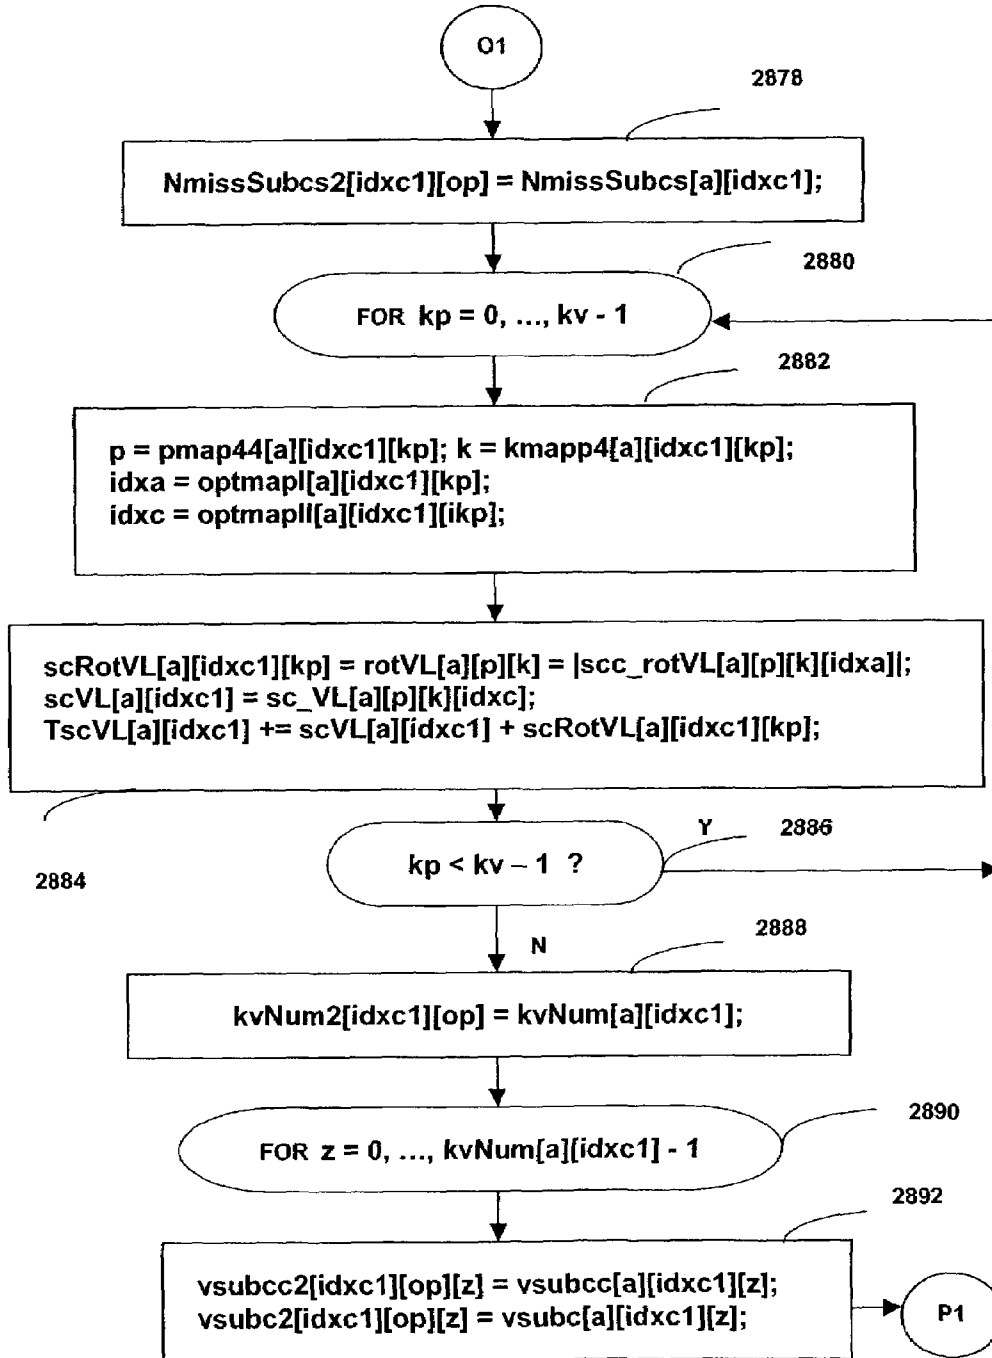 O1
2878
NmissSubcs2[idxc1][op] = NmissSubcs[a][idxc1];
2880
FOR kp = 0, ..., kv - 1
2882
p = pmap44[a][idxc1][kp]; k = kmapp4[a][idxc1][kp];
idxa = optmapI[a][idxc1][kp];
idxc = optmapII[a][idxc1][ikp];
scRotVL[a][idxc1][kp] = rotVL[a][p][k] = |scc_rotVL[a][p][k][idxa]|;
scVL[a][idxc1] = sc_VL[a][p][k][idxc];
TscVL[a][idxc1] += scVL[a][idxc1] + scRotVL[a][idxc1][kp];
2884
Y
2886
kp < kv – 1 ?
N
2888
kvNum2[idxc1][op] = kvNum[a][idxc1];
2890
FOR z = 0, ..., kvNum[a][idxc1] - 1
2892
vsubcc2[idxc1][op][z] = vsubcc[a][idxc1][z];
vsubc2[idxc1][op][z] = vsubc[a][idxc1][z];
P1